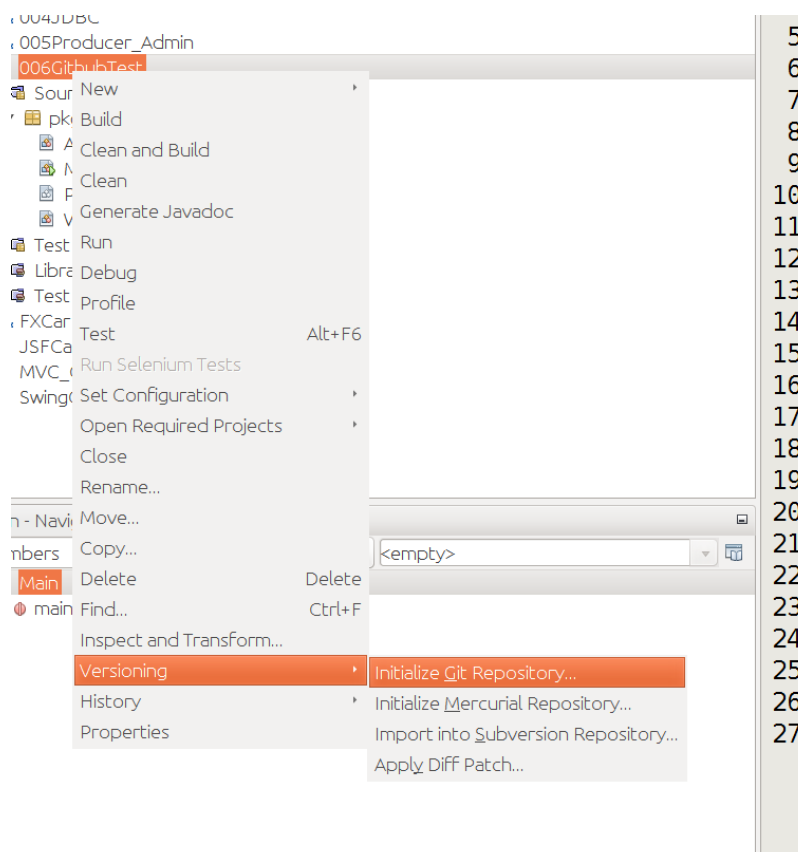 004JDBC
005Producer_Admin
006GithubTest
Sour
pk
A
M
P
V
Test
Libra
Test
FXCar
JSFCa
MVC_
Swing
New
Build
Clean and Build
Clean
Generate Javadoc
Run
Debug
Profile
Test Alt+F6
Run Selenium Tests
Set Configuration
Open Required Projects
Close
Rename...
Move...
Copy...
Delete Delete
Find... Ctrl+F
Inspect and Transform...
Versioning
History
Properties
Initialize Git Repository...
Initialize Mercurial Repository...
Import into Subversion Repository...
Apply Diff Patch...
n - Navi
mbers
<empty>
Main
main
5
6
7
8
9
10
11
12
13
14
15
16
17
18
19
20
21
22
23
24
25
26
27